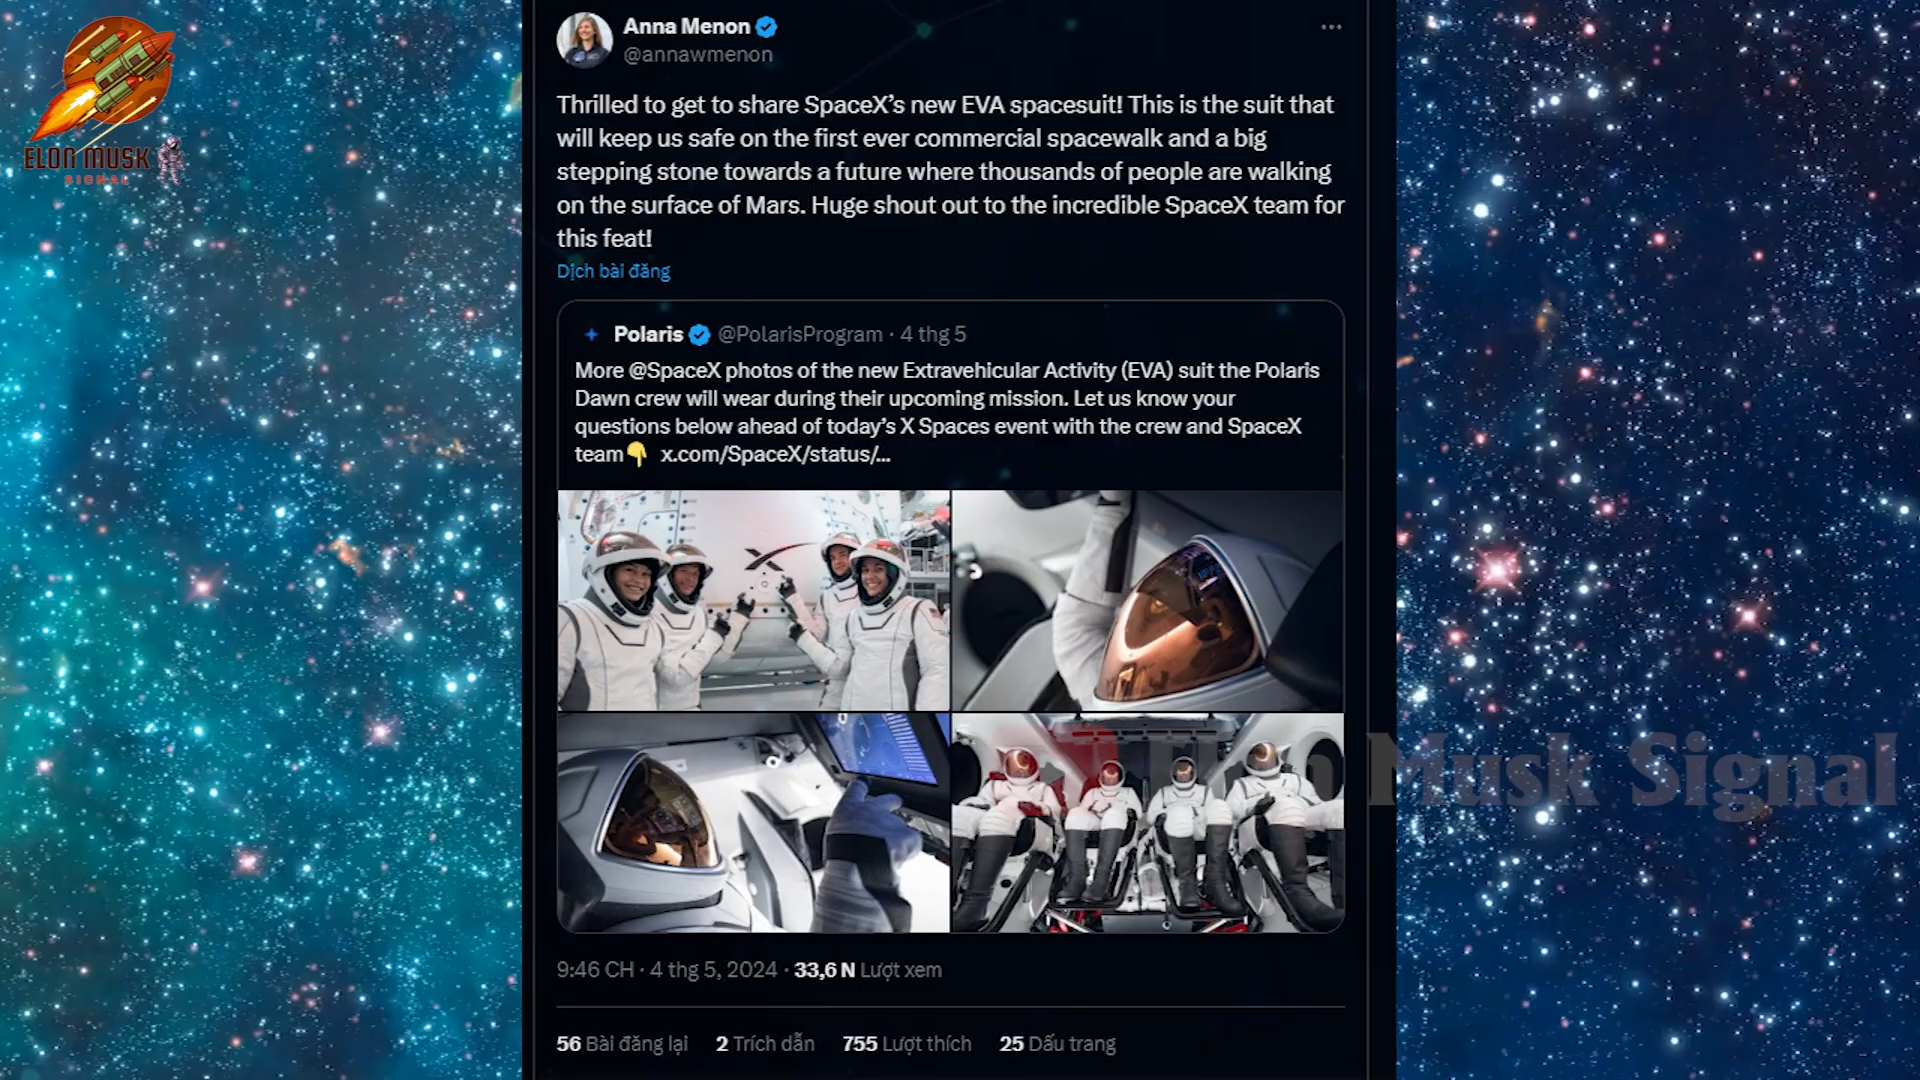 Anna Menon
@annawmenon
Thrilled to get to share SpaceX’s new EVA spacesuit! This is the suit that
will keep us safe on the first ever commercial spacewalk and a big
stepping stone towards a future where thousands of people are walking
on the surface of Mars. Huge shout out to the incredible SpaceX team for
this feat!
Dịch bài đăng
Polaris @PolarisProgram · 4 thg 5
More @SpaceX photos of the new Extravehicular Activity (EVA) suit the Polaris
Dawn crew will wear during their upcoming mission. Let us know your
questions below ahead of today’s X Spaces event with the crew and SpaceX
team👇 x.com/SpaceX/status/...
9:46 CH · 4 thg 5, 2024 · 33,6 N Lượt xem
56 Bài đăng lại 2 Trích dẫn 755 Lượt thích 25 Dấu trang
ELON MUSK
SIGNAL
Elon Musk Signal